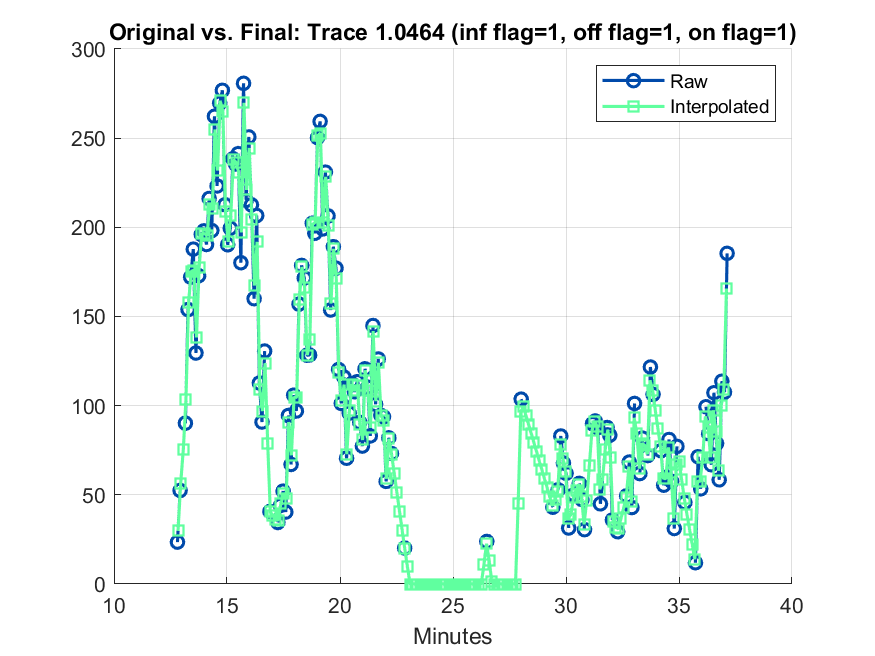 Original vs. Final: Trace 1.0464 (inf flag=1, off flag=1, on flag=1)
300
250
200
150
100
50
0
Raw
Interpolated
10 15 20 25 30 35 40
Minutes